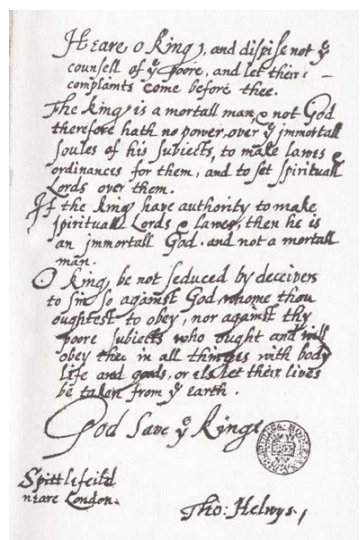 Heare o king, and dispise not yͤ
counsell of yͤ poore, and let their
complaints come before thee.
The king is a mortall man, & not God
therefore hath no power over yͤ immortall
soules of his subiects, to make lawes &
ordinances for them, and to set spirituall
Lords over them.
If the king have authority to make
spirituall Lords & lawes, then he is
an immortall God, and not a mortall
man.
O king, be not seduced by deceivers
to sin so against God whome thou
oughtest to obey, nor against thy
poore subiects who ought and will
obey thee in all thinges with body
life and goods, or els let their lives
be taken from yͤ earth.
God save yͤ king
Spittlefeild
neare London.
Tho: Helwys,